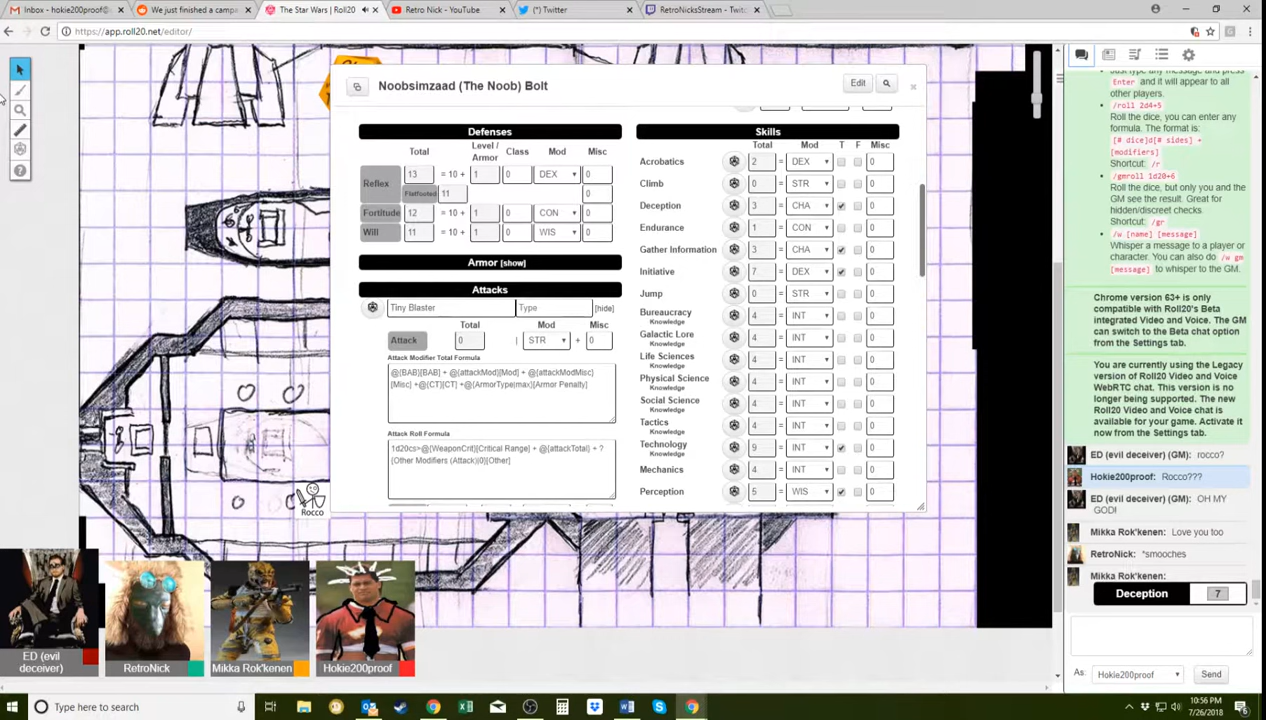 Inbox - hokie200proof@
We just finished a campa
The Star Wars | Roll20
Retro Nick - YouTube
(*) Twitter
RetroNicksStream - Twitc
https://app.roll20.net/editor/
Noobsimzaad (The Noob) Bolt
Edit
Defenses
Total
Level / Armor
Class
Mod
Misc
Reflex
13
= 10 +
1
0
DEX
0
Flatfooted
11
0
Fortitude
12
= 10 +
1
0
CON
0
Will
11
= 10 +
1
0
WIS
0
Armor [show]
Attacks
Tiny Blaster
Type
[hide]
Total
Mod
Misc
Attack
0
|
STR
+
0
Attack Modifier Total Formula
@{BAB}[BAB] + @{attackMod}[Mod] + @{attackModMisc}
[Misc] +@{CT}[CT] +@{ArmorType|max}[Armor Penalty]
Attack Roll Formula
1d20cs>@{WeaponCrit}[Critical Range] + @{attackTotal} + ?
{Other Modifiers (Attack)|0}[Other]
Skills
Total
Mod
T
F
Misc
Acrobatics
2
=
DEX
0
Climb
0
=
STR
0
Deception
3
=
CHA
0
Endurance
1
=
CON
0
Gather Information
3
=
CHA
0
Initiative
7
=
DEX
0
Jump
0
=
STR
0
Bureaucracy
Knowledge
4
=
INT
0
Galactic Lore
Knowledge
4
=
INT
0
Life Sciences
Knowledge
4
=
INT
0
Physical Science
Knowledge
4
=
INT
0
Social Science
Knowledge
4
=
INT
0
Tactics
Knowledge
4
=
INT
0
Technology
Knowledge
9
=
INT
0
Mechanics
4
=
INT
0
Perception
5
=
WIS
0
Rocco
ED (evil
deceiver)
RetroNick
Mikka Rok'kenen
Hokie200proof
Just type any message and press
Enter and it will appear to all
other players.
/roll 2d4+5
Roll the dice, you can enter any
formula. The format is:
[# dice]d[# sides] +
[modifiers]
Shortcut: /r
/gmroll 1d20+6
Roll the dice, but only you and the
GM see the result. Great for
hidden/discreet checks
Shortcut: /gr
/w [name] [message]
Whisper a message to a player or
character. You can also do /w gm
[message] to whisper to the GM.
Chrome version 63+ is only
compatible with Roll20's Beta
integrated Video and Voice. The GM
can switch to the Beta chat option
from the Settings tab.
You are currently using the Legacy
version of Roll20 Video and Voice
WebRTC chat. This version is no
longer being supported. The new
Roll20 Video and Voice chat is
available for your game. Activate it
now from the Settings tab.
ED (evil deceiver) (GM): rocco?
Hokie200proof: Rocco???
ED (evil deceiver) (GM): OH MY
GOD!
Mikka Rok'kenen: Love you too
RetroNick: *smooches
Mikka Rok'kenen:
Deception
7
As:
Hokie200proof
Send
Type here to search
10:56 PM
7/26/2018